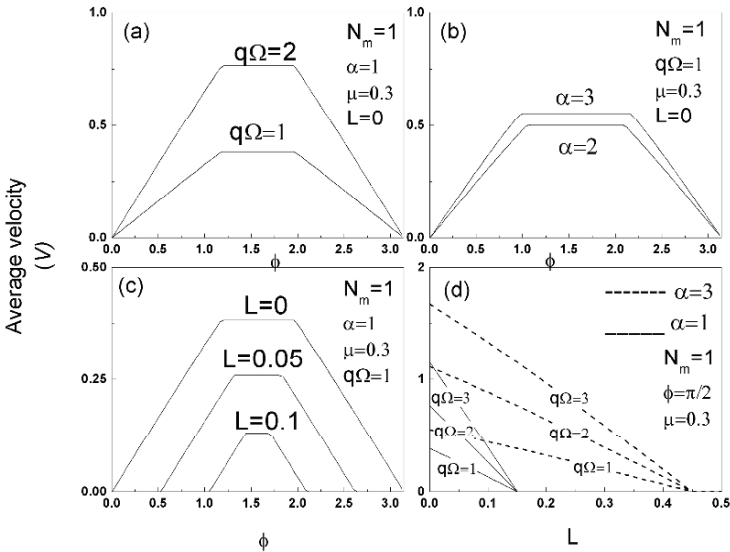 Average velocity
(V)
(a)
N_m=1
α=1
μ=0.3
L=0
qΩ=2
qΩ=1
1.0
0.5
0.0
0.0 0.5 1.0 1.5 2.0 2.5 3.0
ϕ
(b)
N_m=1
qΩ=1
μ=0.3
L=0
α=3
α=2
1.0
0.5
0.0
0.0 0.5 1.0 1.5 2.0 2.5 3.0
ϕ
(c)
N_m=1
α=1
μ=0.3
qΩ=1
L=0
L=0.05
L=0.1
0.50
0.25
0.00
0.0 0.5 1.0 1.5 2.0 2.5 3.0
ϕ
(d)
α=3
α=1
N_m=1
ϕ=π/2
μ=0.3
qΩ=3
qΩ=3
qΩ=2
qΩ=2
qΩ=1
qΩ=1
2
1
0
0.0 0.1 0.2 0.3 0.4 0.5
L